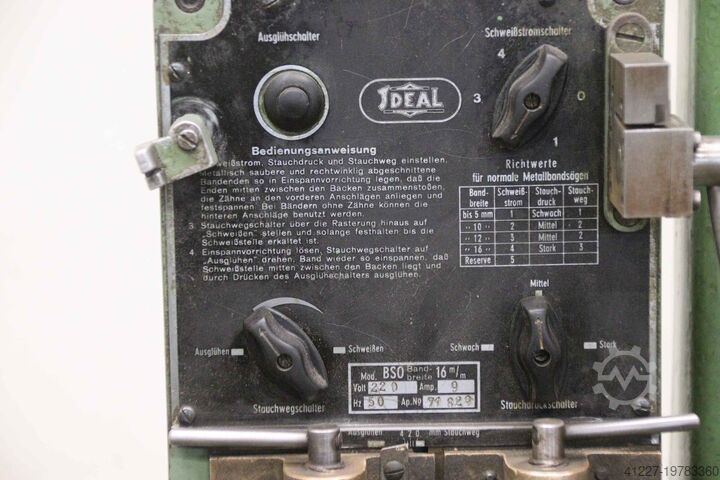 Ausglühschalter
Schweißstromschalter
4
3
0
1
IDEAL
Bedienungsanweisung
Schweißstrom, Stauchdruck und Stauchweg einstellen.
Metallisch saubere und rechtwinklig abgeschnittene
Bandenden so in Einspannvorrichtung legen, daß die
Enden mitten zwischen den Backen zusammenstoßen,
die Zähne an den vorderen Anschlägen anliegen und
festspannen. Bei Bändern ohne Zähne können die
hinteren Anschläge benutzt werden.
3 Stauchwegschalter über die Rasterung hinaus auf
„Schweißen" stellen und solange festhalten bis die
Schweißstelle erkaltet ist.
4 Einspannvorrichtung lösen, Stauchwegschalter auf
„Ausglühen" drehen. Band wieder so einspannen, daß
Schweißstelle mitten zwischen den Backen liegt und
durch Drücken des Ausglühschalters ausglühen.
Richtwerte
für normale Metallbandsägen
Band-breite Schweiß-strom Stauch-druck Stauch-weg
bis 5 mm 1 Schwach 1
„ 10 „ 2 Mittel 2
„ 12 „ 3 Mittel 2
„ 16 „ 4 Stark 3
Reserve 5
Ausglühen Schweißen
Stauchwegschalter
Mittel
Schwach Stark
Stauchdruckschalter
Mod. BSO Band-breite 16 m/m
Volt 220 Amp. 9
Hz 50 Ap.No
Ausglühen 4 2 0 mm Stauchweg
41227-19783360